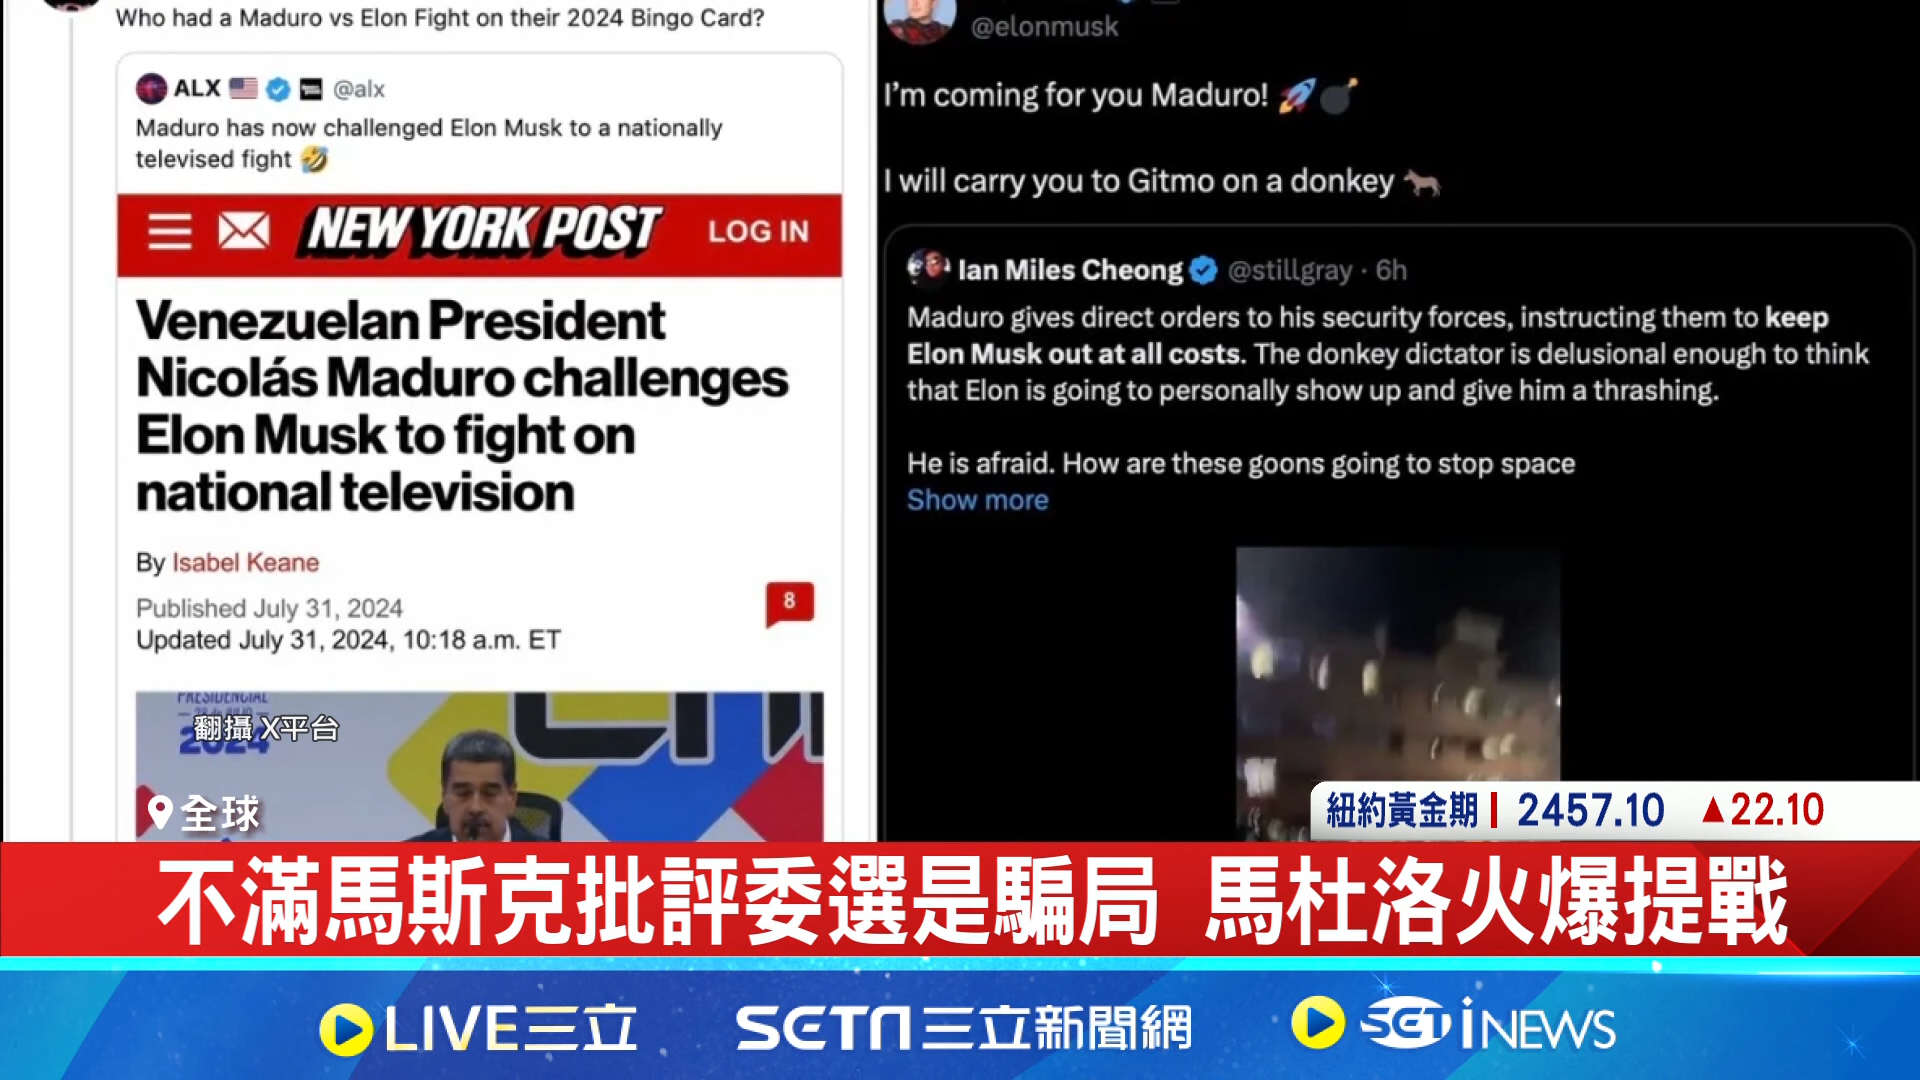 Who had a Maduro vs Elon Fight on their 2024 Bingo Card?
ALX @alx
Maduro has now challenged Elon Musk to a nationally
televised fight
NEW YORK POST
LOG IN
Venezuelan President
Nicolás Maduro challenges
Elon Musk to fight on
national television
By Isabel Keane
Published July 31, 2024
Updated July 31, 2024, 10:18 a.m. ET
8
PRESIDENCIAL
2024
翻攝 X平台
全球
@elonmusk
I'm coming for you Maduro!
I will carry you to Gitmo on a donkey
Ian Miles Cheong @stillgray · 6h
Maduro gives direct orders to his security forces, instructing them to keep
Elon Musk out at all costs. The donkey dictator is delusional enough to think
that Elon is going to personally show up and give him a thrashing.
He is afraid. How are these goons going to stop space
Show more
紐約黃金期 2457.10 ▲22.10
不滿馬斯克批評委選是騙局 馬杜洛火爆提戰
LIVE三立
SETN三立新聞網
SET iNEWS